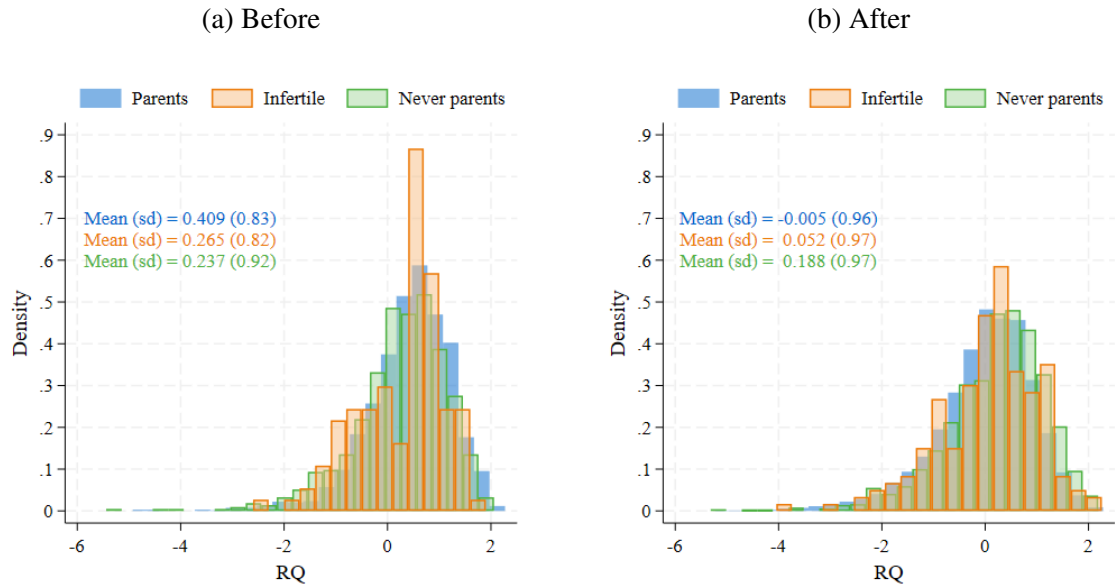 (a) Before
Parents Infertile Never parents
.9
.8
.7
.6
.5
.4
.3
.2
.1
0
Density
Mean (sd) = 0.409 (0.83)
Mean (sd) = 0.265 (0.82)
Mean (sd) = 0.237 (0.92)
-6 -4 -2 0 2
RQ
(b) After
Parents Infertile Never parents
.9
.8
.7
.6
.5
.4
.3
.2
.1
0
Density
Mean (sd) = -0.005 (0.96)
Mean (sd) = 0.052 (0.97)
Mean (sd) = 0.188 (0.97)
-6 -4 -2 0 2
RQ